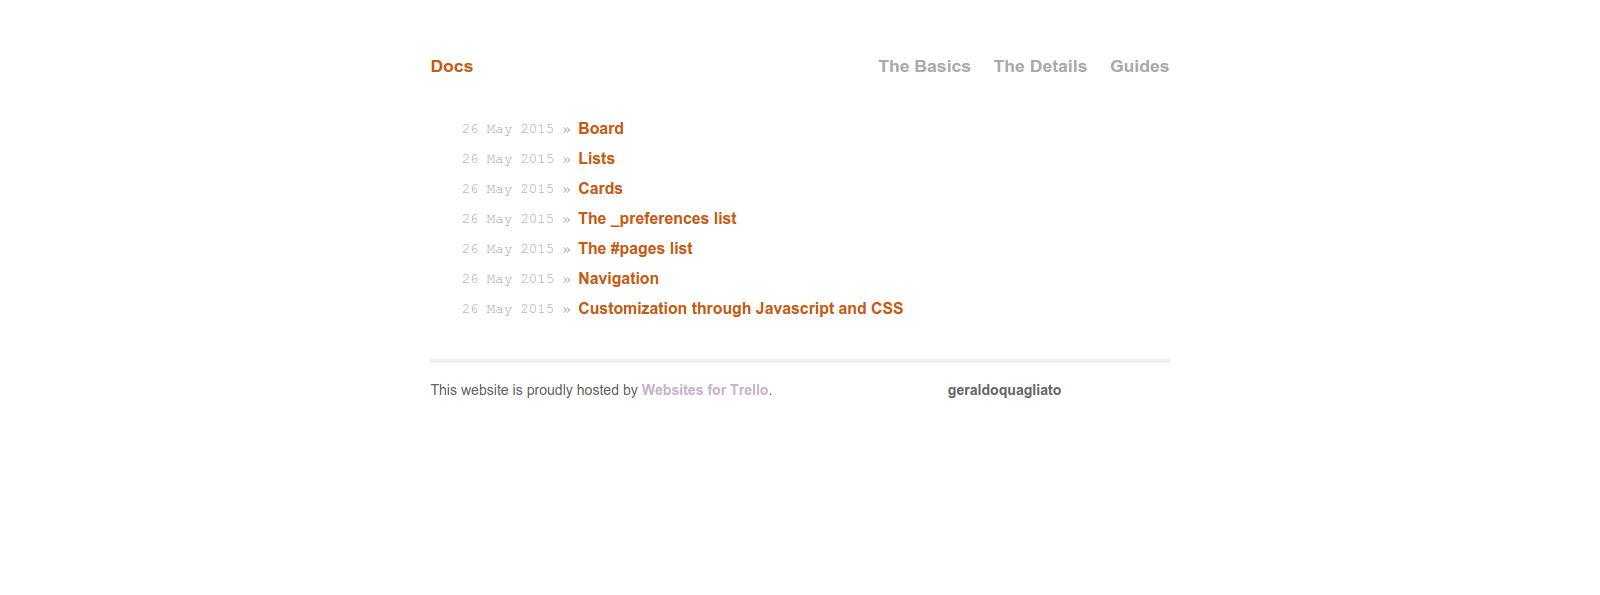 Docs The Basics The Details Guides
26 May 2015 » Board
26 May 2015 » Lists
26 May 2015 » Cards
26 May 2015 » The _preferences list
26 May 2015 » The #pages list
26 May 2015 » Navigation
26 May 2015 » Customization through Javascript and CSS
This website is proudly hosted by Websites for Trello. geraldoquagliato